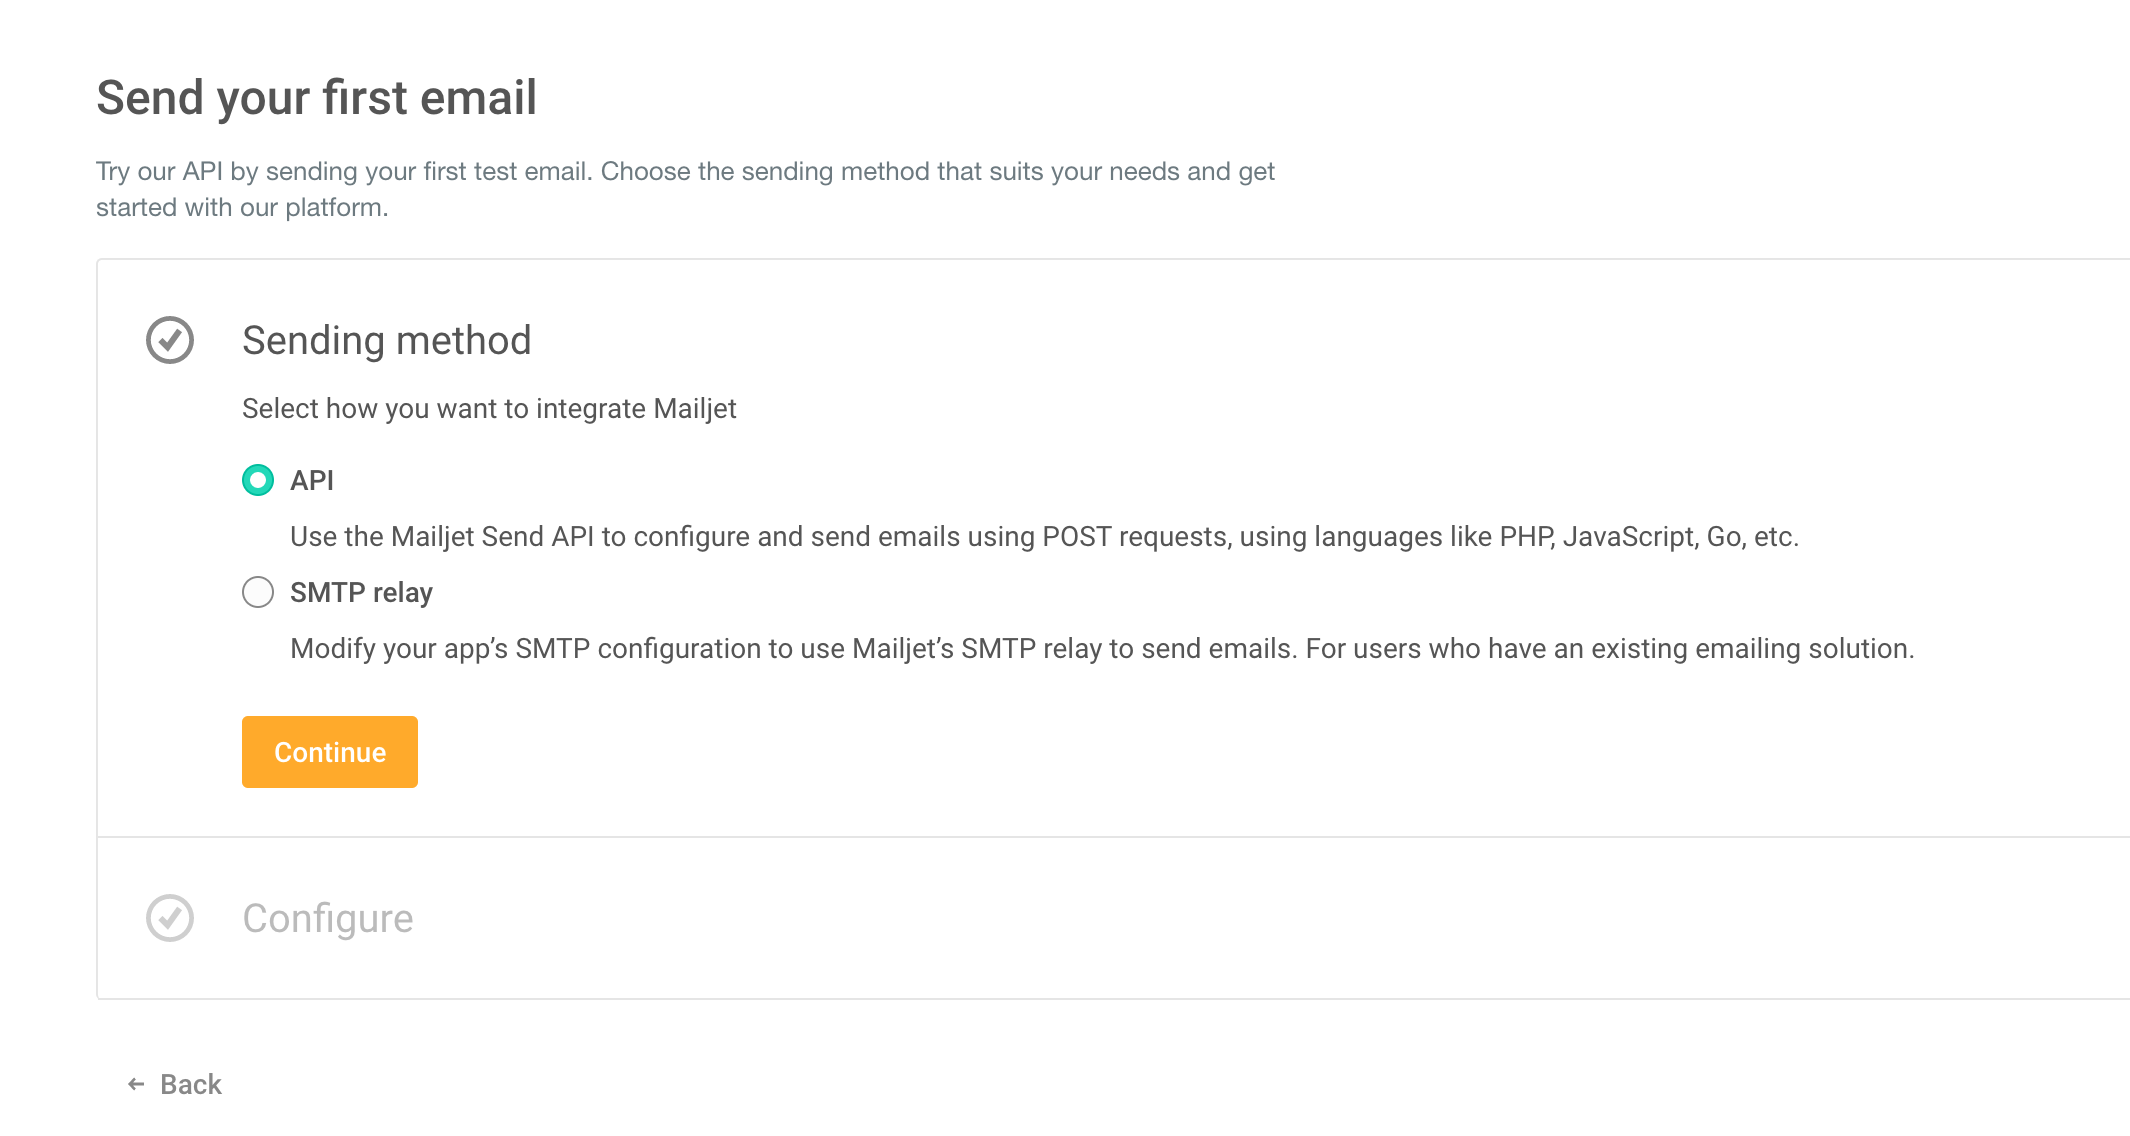 Send your first email
Try our API by sending your first test email. Choose the sending method that suits your needs and get
started with our platform.
Sending method
Select how you want to integrate Mailjet
API
Use the Mailjet Send API to configure and send emails using POST requests, using languages like PHP, JavaScript, Go, etc.
SMTP relay
Modify your app’s SMTP configuration to use Mailjet’s SMTP relay to send emails. For users who have an existing emailing solution.
Continue
Configure
← Back